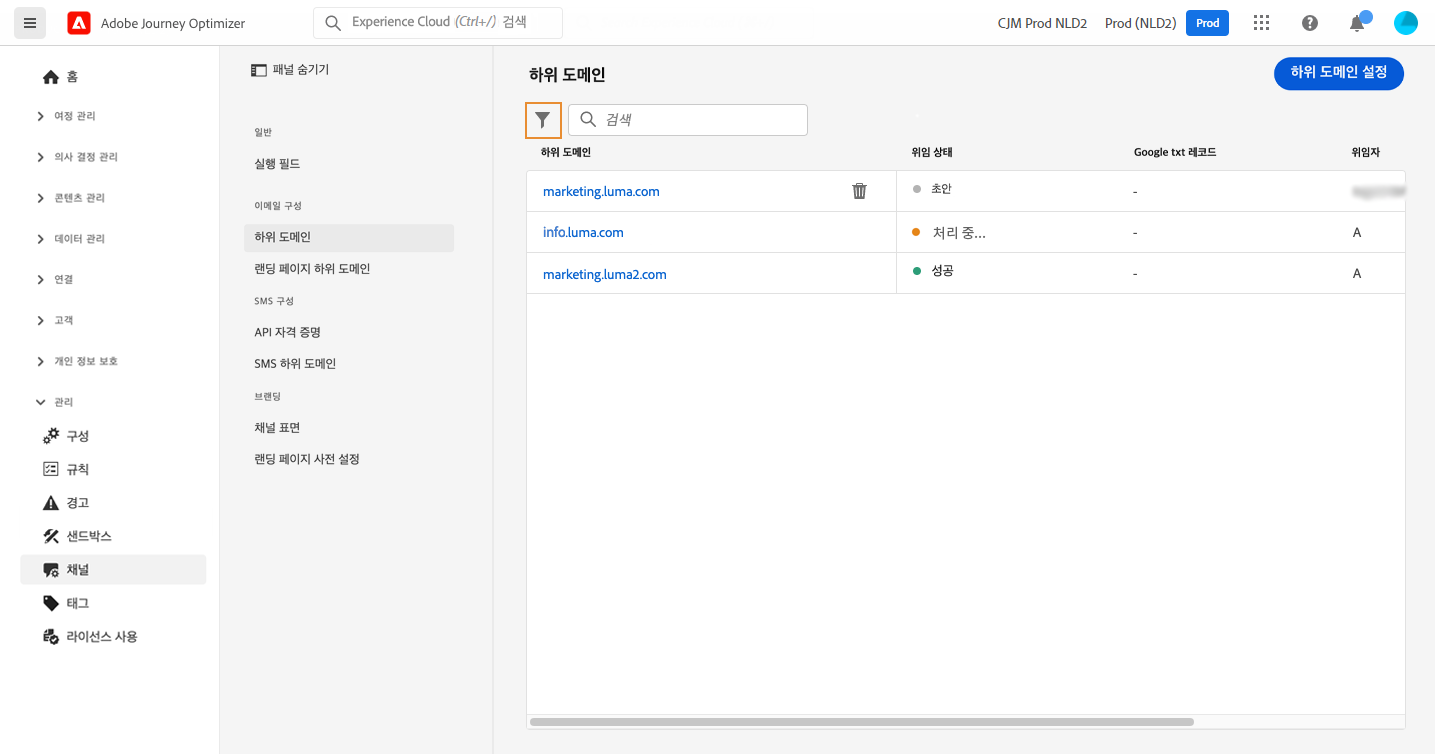 Adobe Journey Optimizer
Experience Cloud (Ctrl+/) 검색
CJM Prod NLD2 Prod (NLD2) Prod
홈
여정 관리
의사 결정 관리
콘텐츠 관리
데이터 관리
연결
고객
개인 정보 보호
관리
구성
규칙
경고
샌드박스
채널
태그
라이선스 사용
패널 숨기기
일반
실행 필드
이메일 구성
하위 도메인
랜딩 페이지 하위 도메인
SMS 구성
API 자격 증명
SMS 하위 도메인
브랜딩
채널 표면
랜딩 페이지 사전 설정
하위 도메인
하위 도메인 설정
검색
하위 도메인 위임 상태 Google txt 레코드 위임자
marketing.luma.com 초안 -
info.luma.com 처리 중... - A
marketing.luma2.com 성공 - A